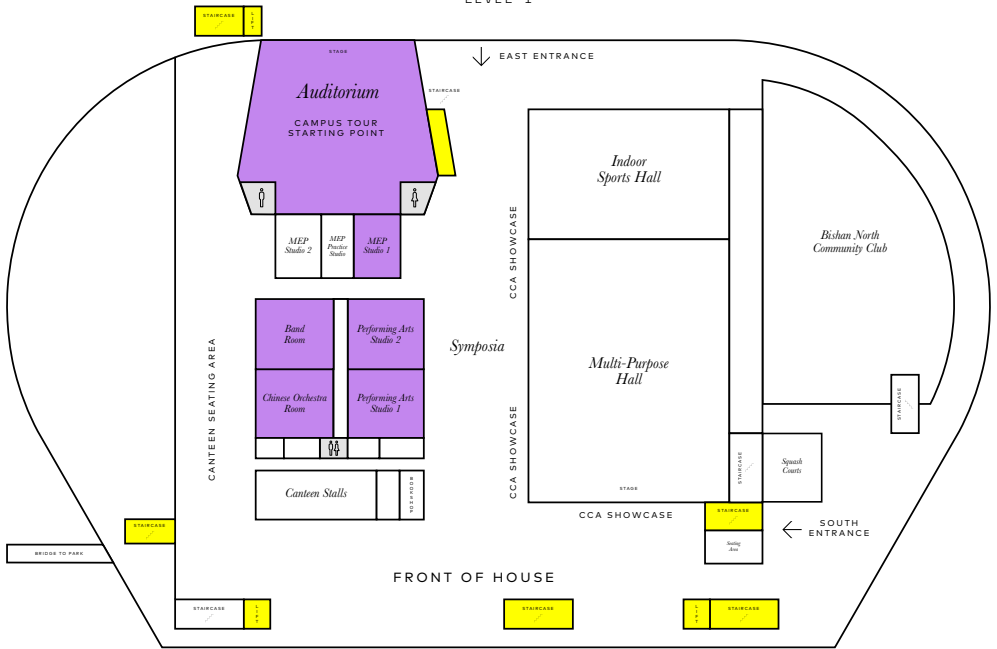 LEVEL 1
STAIRCASE
LIFT
STAGE
EAST ENTRANCE
Auditorium
STAIRCASE
CAMPUS TOUR
STARTING POINT
Indoor
Sports Hall
CCA SHOWCASE
MEP
Studio 2
MEP
Practice
Studio
MEP
Studio 1
Bishan North
Community Club
Band
Room
Performing Arts
Studio 2
Symposia
Multi-Purpose
Hall
CANTEEN SEATING AREA
Chinese Orchestra
Room
Performing Arts
Studio 1
CCA SHOWCASE
STAIRCASE
STAIRCASE
Squash
Courts
Canteen Stalls
BOOKSHOP
STAGE
CCA SHOWCASE
STAIRCASE
SOUTH
ENTRANCE
STAIRCASE
Seating
Area
BRIDGE TO PARK
FRONT OF HOUSE
STAIRCASE
LIFT
STAIRCASE
LIFT
STAIRCASE